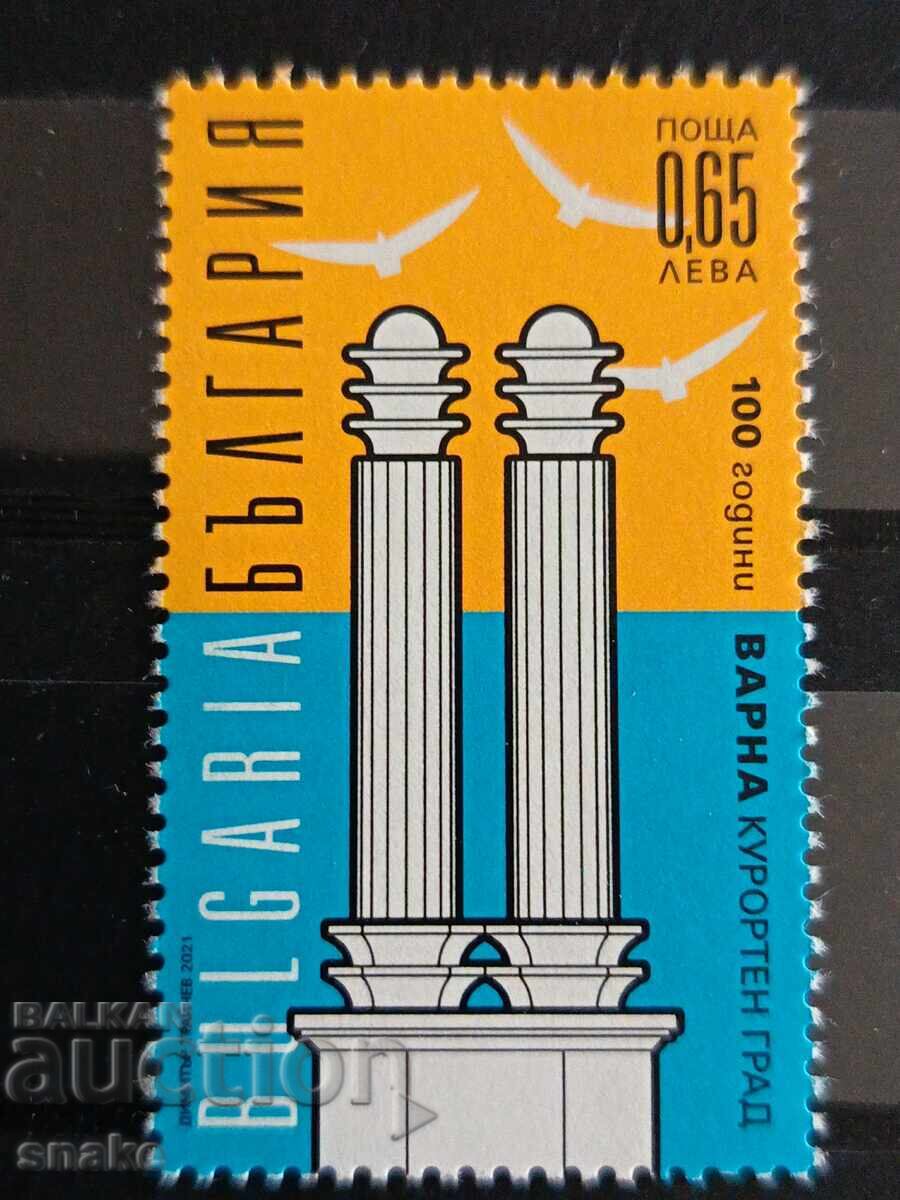 ПОЩА
0,65
ЛЕВА
БЪЛГАРИЯ
BULGARIA
100 години
ВАРНА КУРОРТЕН ГРАД
2021
BALKAN
auction
snake